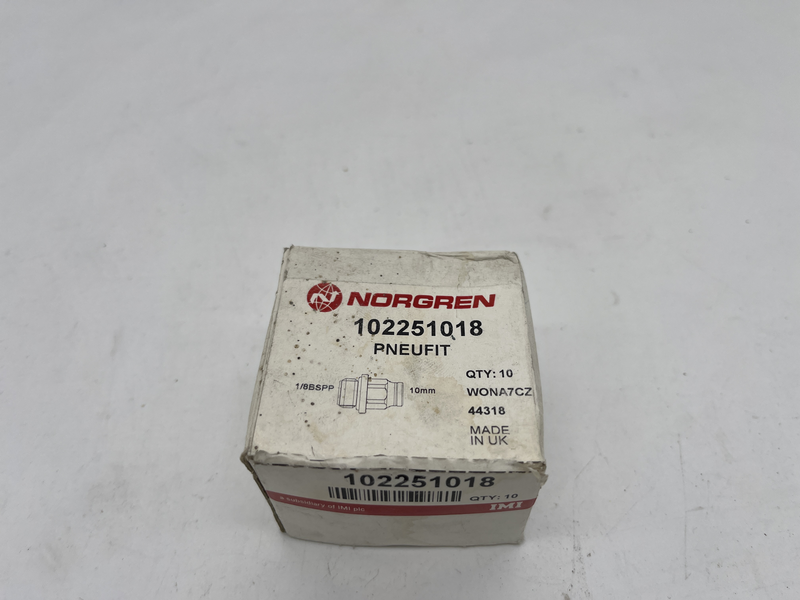 NORGREN
102251018
PNEUFIT
1/8BSPP 10mm
QTY: 10
WONA7CZ
44318
MADE
IN UK
102251018
QTY: 10
a subsidiary of IMI plc
IMI